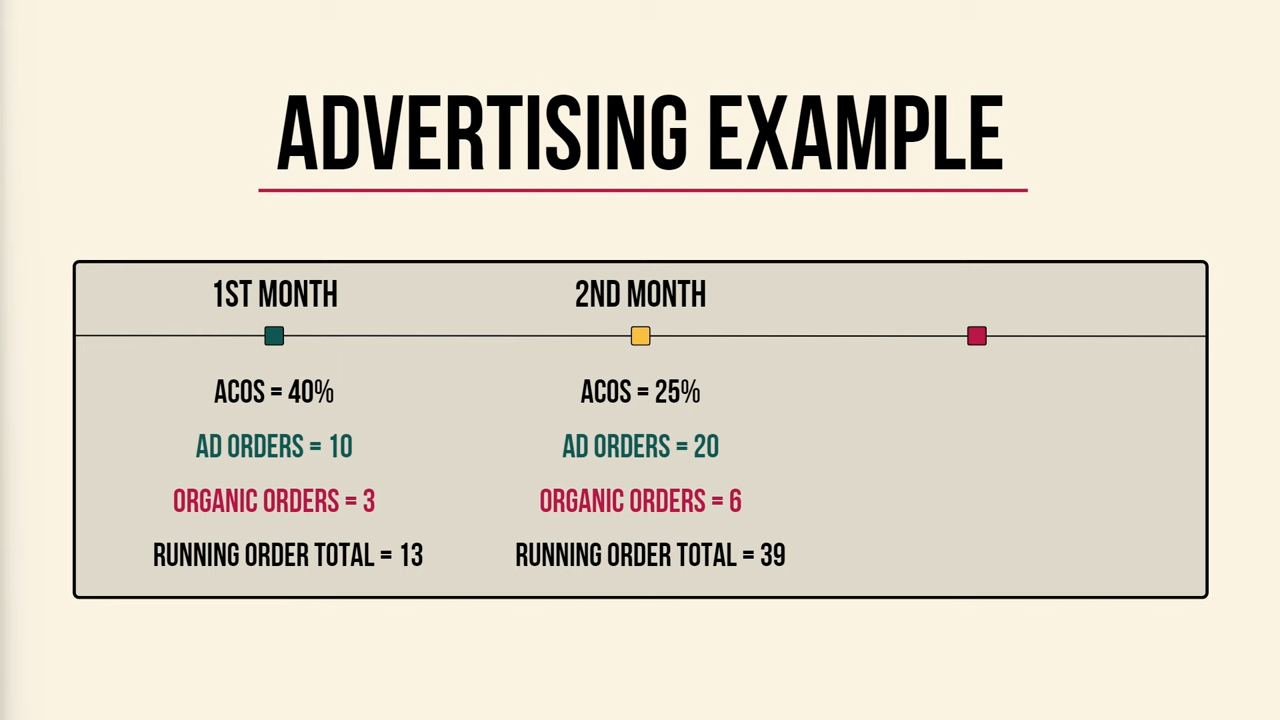 ADVERTISING EXAMPLE
1ST MONTH
ACOS = 40%
AD ORDERS = 10
ORGANIC ORDERS = 3
RUNNING ORDER TOTAL = 13
2ND MONTH
ACOS = 25%
AD ORDERS = 20
ORGANIC ORDERS = 6
RUNNING ORDER TOTAL = 39